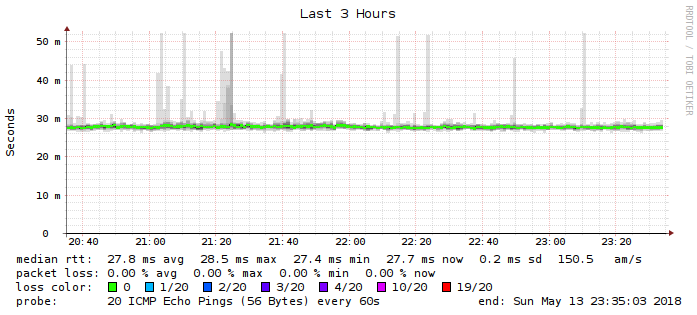 Last 3 Hours
RRDTOOL / TOBI OETIKER
Seconds
50 m
40 m
30 m
20 m
10 m
0
20:40 21:00 21:20 21:40 22:00 22:20 22:40 23:00 23:20
median rtt: 27.8 ms avg 28.5 ms max 27.4 ms min 27.7 ms now 0.2 ms sd 150.5 am/s
packet loss: 0.00 % avg 0.00 % max 0.00 % min 0.00 % now
loss color: 0 1/20 2/20 3/20 4/20 10/20 19/20
probe: 20 ICMP Echo Pings (56 Bytes) every 60s end: Sun May 13 23:35:03 2018